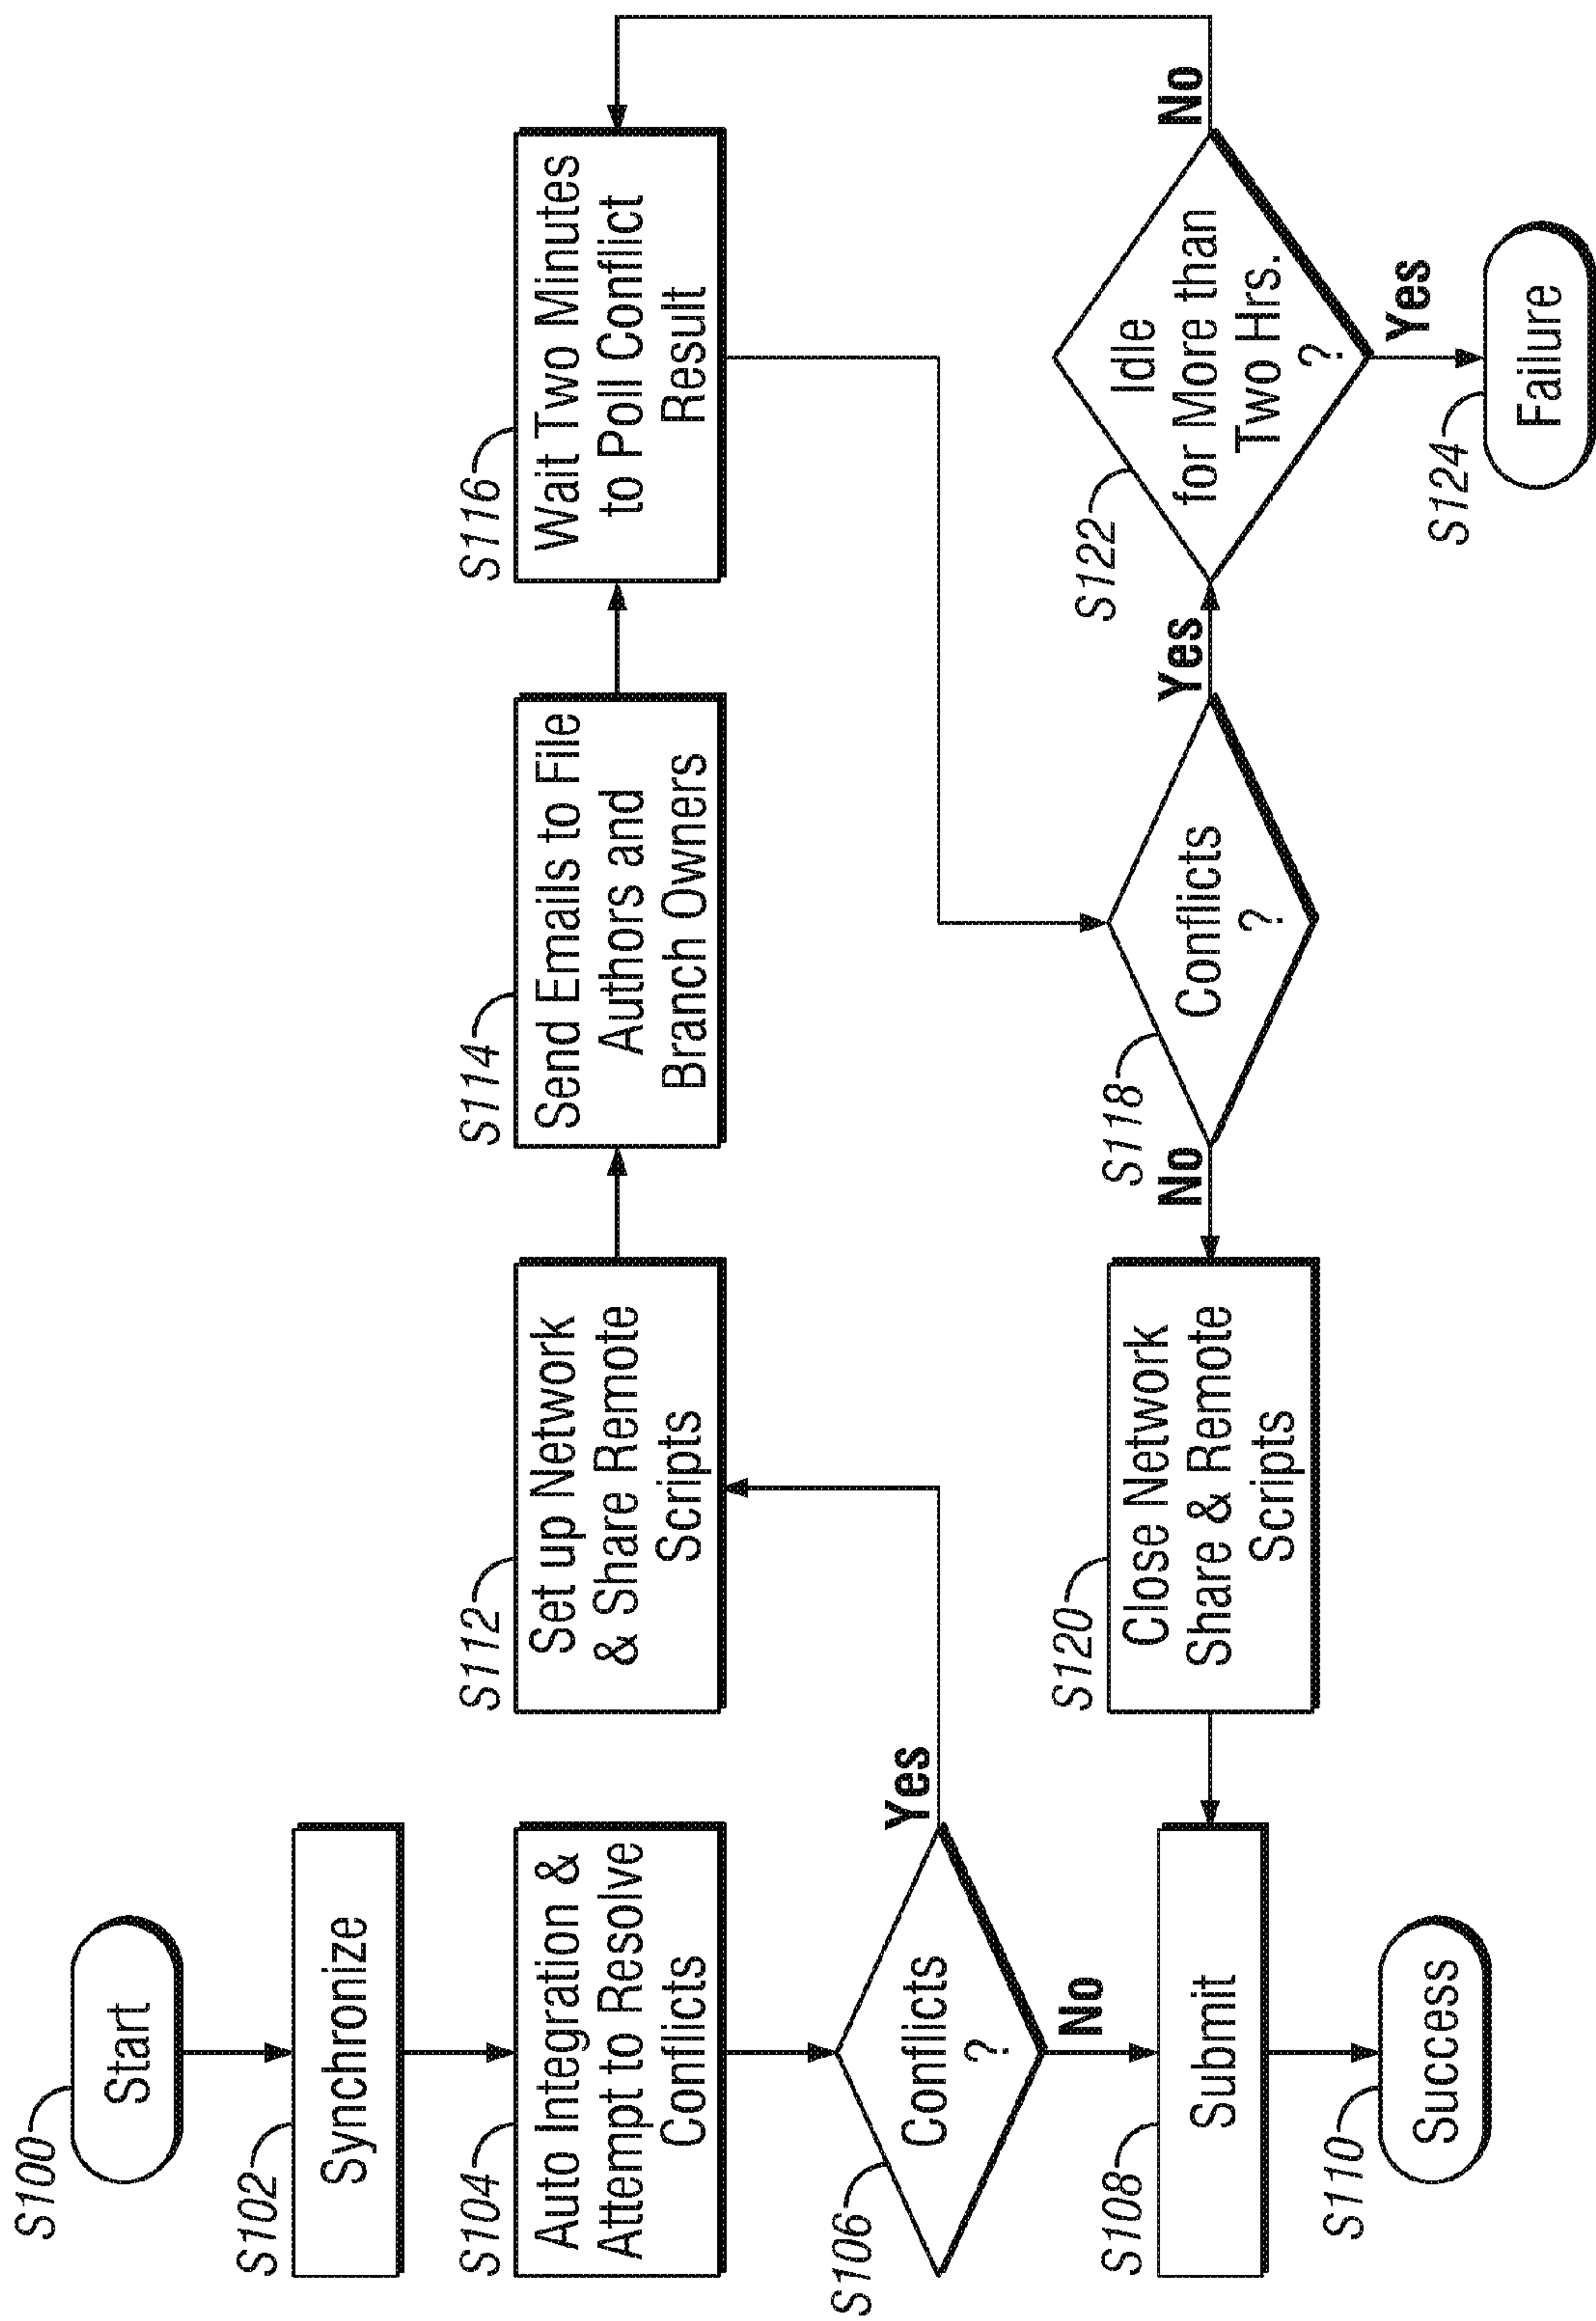 S100
Start
S102
Synchronize
S104
Auto Integration &
Attempt to Resolve
Conflicts
S106
Conflicts
?
Yes
No
S108
Submit
S110
Success
S112
Set up Network
& Share Remote
Scripts
S114
Send Emails to File
Authors and
Branch Owners
S116
Wait Two Minutes
to Poll Conflict
Result
S118
Conflicts
?
No
Yes
S120
Close Network
Share & Remote
Scripts
S122
Idle
for More than
Two Hrs.
?
No
Yes
S124
Failure